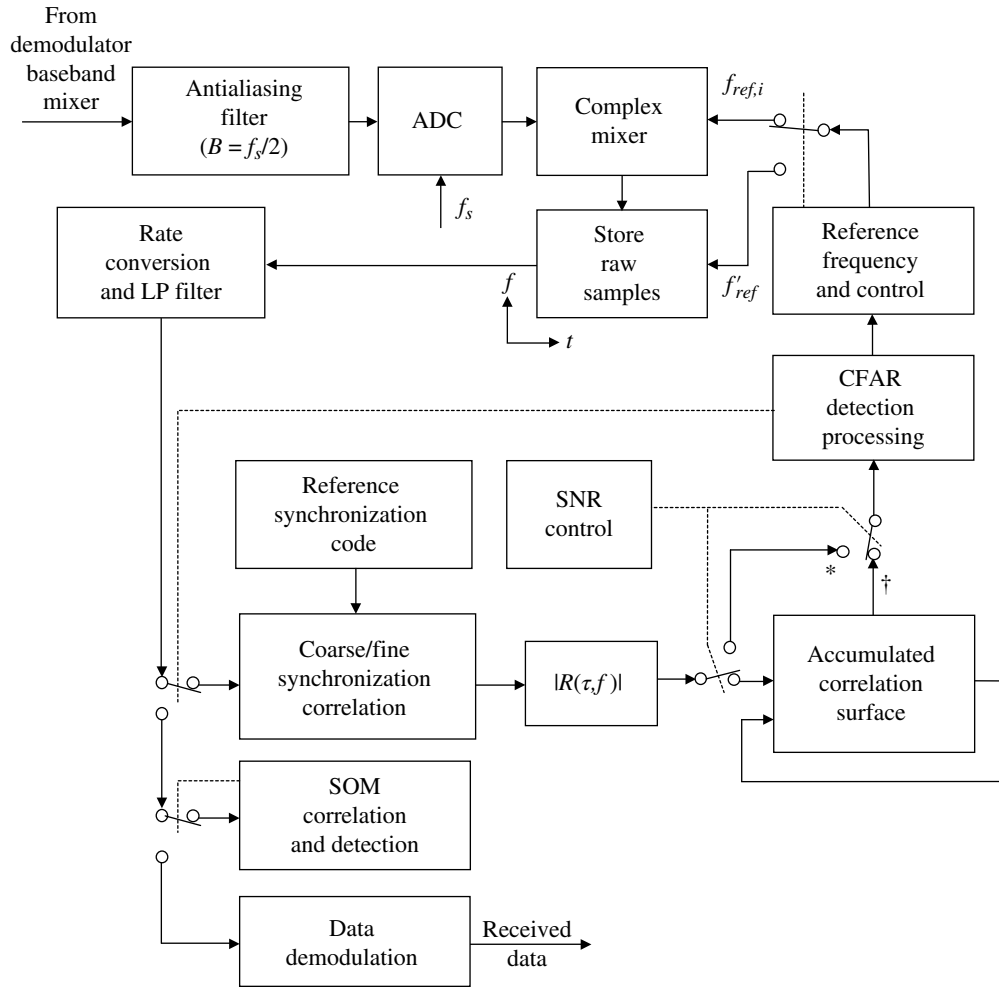 From
demodulator
baseband
mixer
Antialiasing
filter
(B = fs/2)
ADC
fs
Complex
mixer
fref,i
Rate
conversion
and LP filter
Store
raw
samples
f
t
f′ref
Reference
frequency
and control
CFAR
detection
processing
Reference
synchronization
code
SNR
control
*
†
Coarse/fine
synchronization
correlation
|R(τ,f)|
Accumulated
correlation
surface
SOM
correlation
and detection
Data
demodulation
Received
data